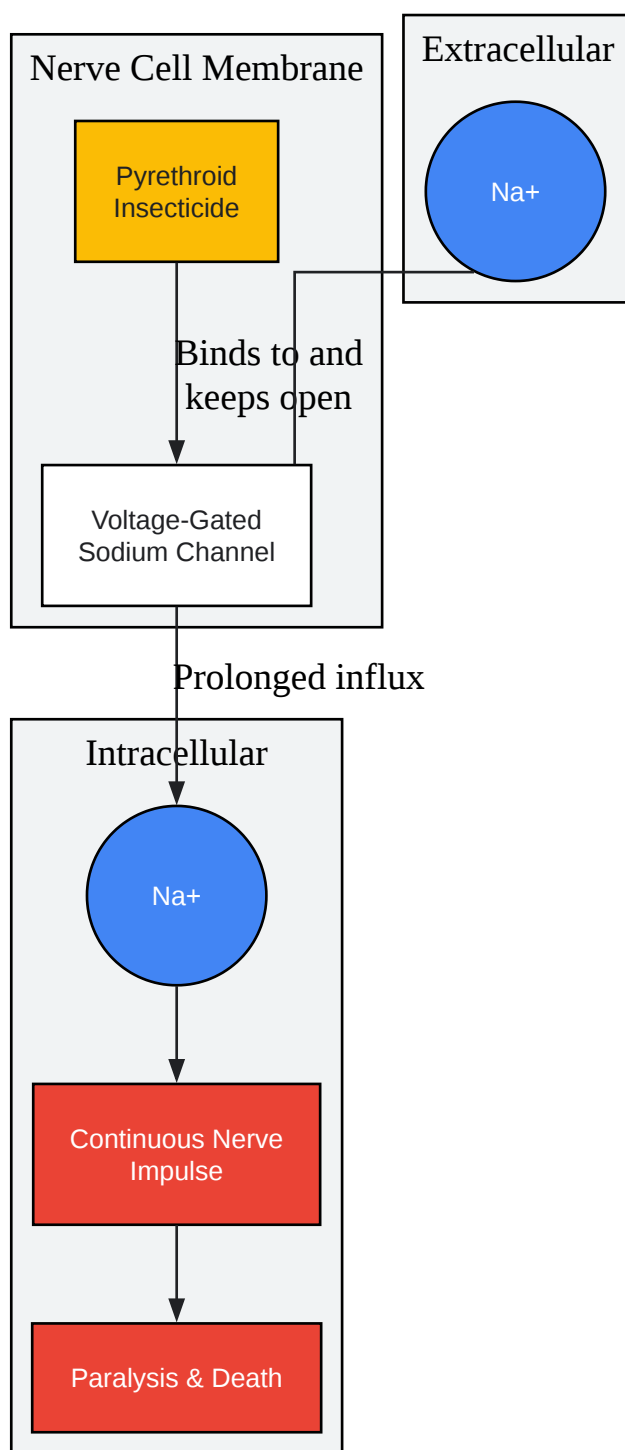 Nerve Cell Membrane
Extracellular
Pyrethroid
Insecticide
Na+
Binds to and
keeps open
Voltage-Gated
Sodium Channel
Prolonged influx
Intracellular
Na+
Continuous Nerve
Impulse
Paralysis & Death